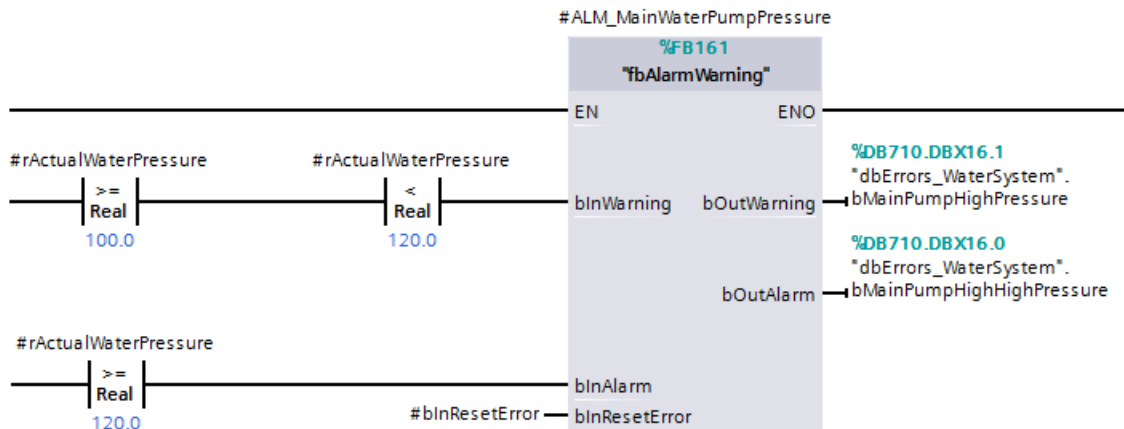 #ALM_MainWaterPumpPressure
%FB161
"fbAlarmWarning"
EN
ENO
#rActualWaterPressure
>=
Real
100.0
#rActualWaterPressure
<
Real
120.0
bInWarning
bOutWarning
%DB710.DBX16.1
"dbErrors_WaterSystem".
bMainPumpHighPressure
bOutAlarm
%DB710.DBX16.0
"dbErrors_WaterSystem".
bMainPumpHighHighPressure
#rActualWaterPressure
>=
Real
120.0
bInAlarm
#bInResetError
bInResetError